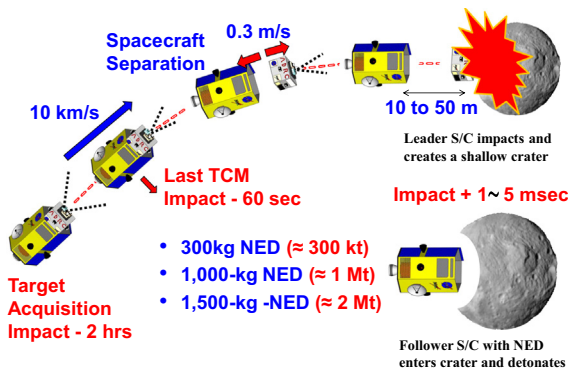 0.3 m/s
Spacecraft
Separation
10 km/s
10 to 50 m
Leader S/C impacts and
creates a shallow crater
Last TCM
Impact - 60 sec
Impact + 1~ 5 msec
• 300kg NED (≈ 300 kt)
• 1,000-kg NED (≈ 1 Mt)
• 1,500-kg -NED (≈ 2 Mt)
Target
Acquisition
Impact - 2 hrs
Follower S/C with NED
enters crater and detonates